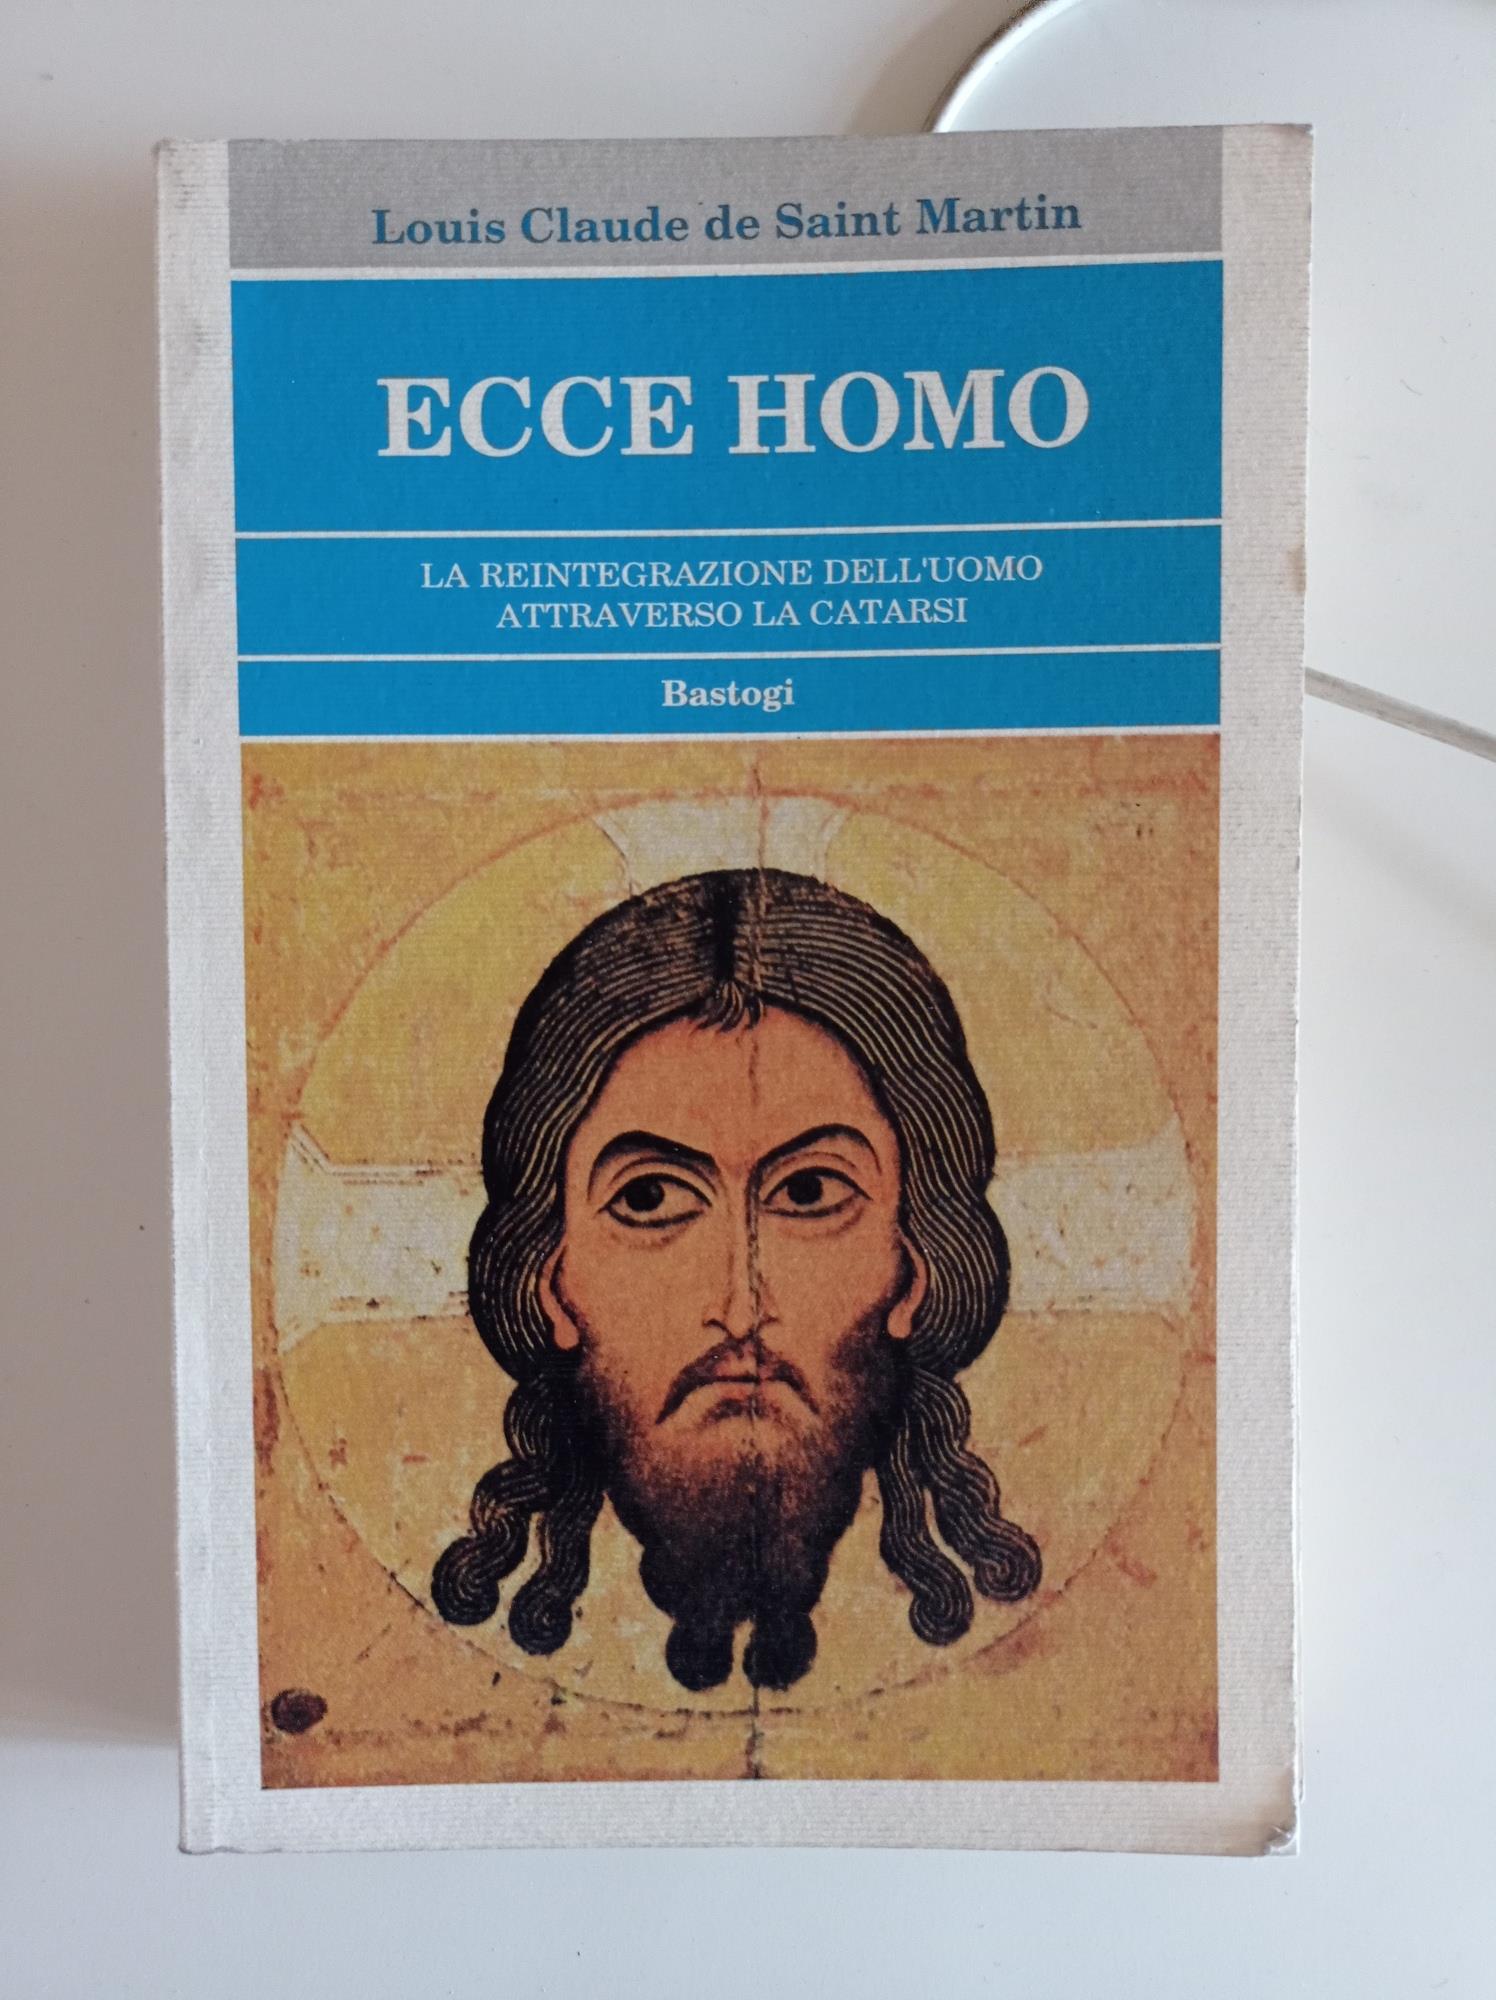 Louis Claude de Saint Martin
ECCE HOMO
LA REINTEGRAZIONE DELL'UOMO
ATTRAVERSO LA CATARSI
Bastogi